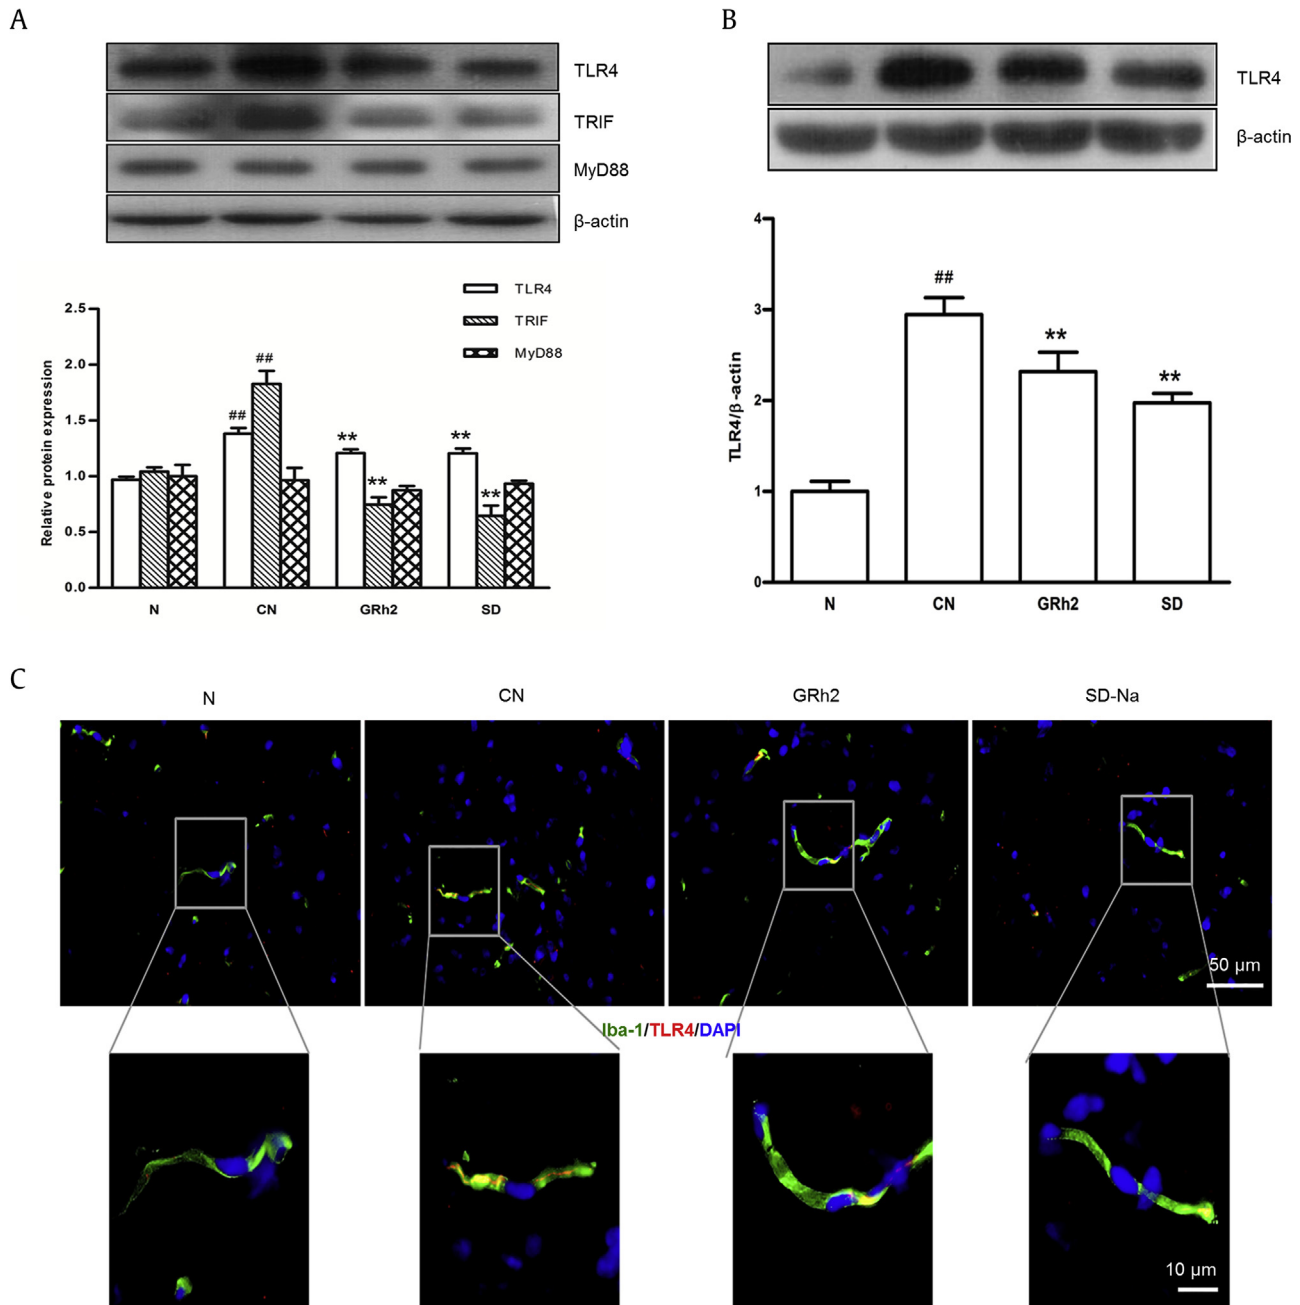 A
TLR4
TRIF
MyD88
β-actin
TLR4
TRIF
MyD88
Relative protein expression
2.5
2.0
1.5
1.0
0.5
0.0
##
##
**
**
**
**
N
CN
GRh2
SD
B
TLR4
β-actin
TLR4/β-actin
4
3
2
1
0
##
**
**
N
CN
GRh2
SD
C
N
CN
GRh2
SD-Na
50 μm
Iba-1/TLR4/DAPI
10 μm